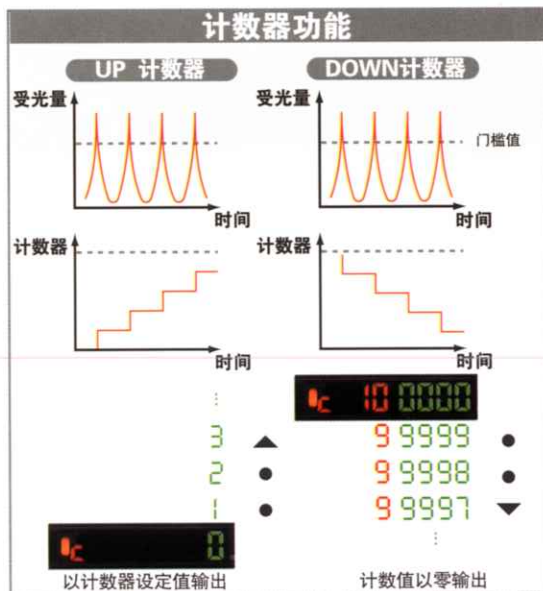 计数器功能
UP 计数器
DOWN计数器
受光量
受光量
门槛值
时间
时间
计数器
计数器
时间
时间
c 10 0000
3
9 9999
2
9 9998
1
9 9997
c 0
以计数器设定值输出
计数值以零输出